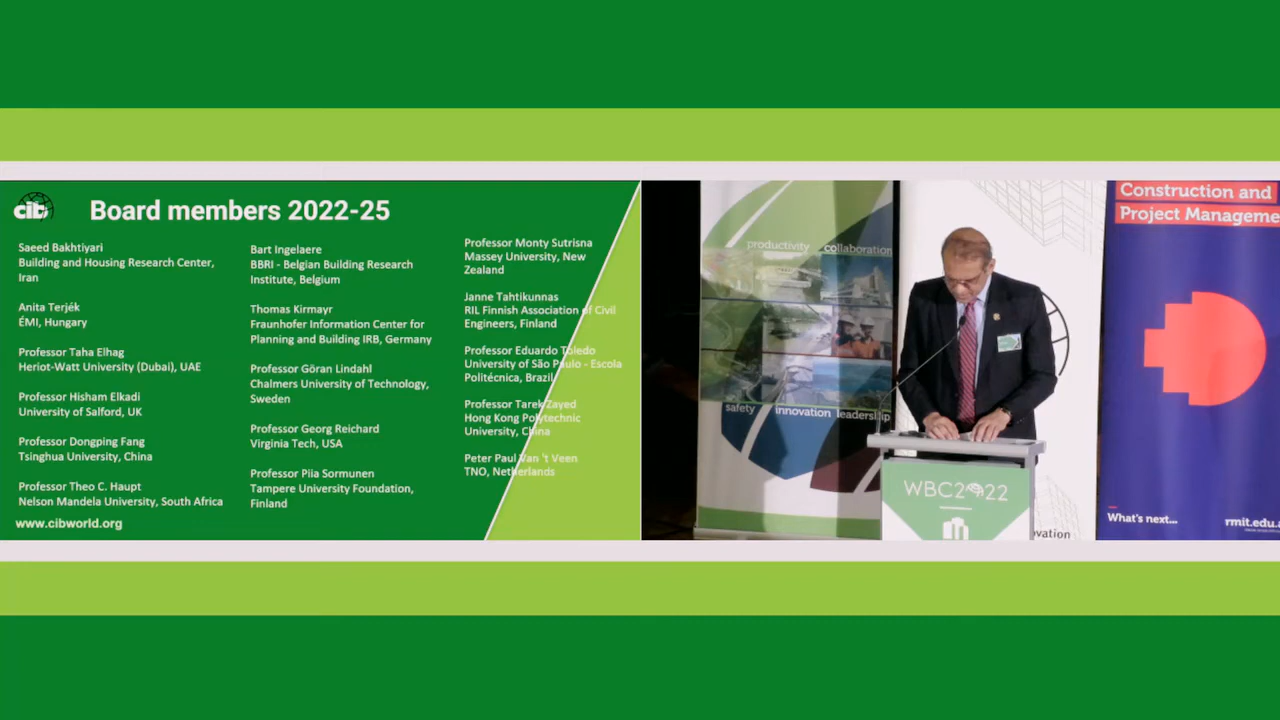 cib
Board members 2022-25
Saeed Bakhtiyari
Building and Housing Research Center,
Iran
Anita Terjék
ÉMI, Hungary
Professor Taha Elhag
Heriot-Watt University (Dubai), UAE
Professor Hisham Elkadi
University of Salford, UK
Professor Dongping Fang
Tsinghua University, China
Professor Theo C. Haupt
Nelson Mandela University, South Africa
www.cibworld.org
Bart Ingelaere
BBRI - Belgian Building Research
Institute, Belgium
Thomas Kirmayr
Fraunhofer Information Center for
Planning and Building IRB, Germany
Professor Göran Lindahl
Chalmers University of Technology,
Sweden
Professor Georg Reichard
Virginia Tech, USA
Professor Piia Sormunen
Tampere University Foundation,
Finland
Professor Monty Sutrisna
Massey University, New
Zealand
Janne Tahtikunnas
RIL Finnish Association of Civil
Engineers, Finland
Professor Eduardo Toledo
University of São Paulo - Escola
Politécnica, Brazil
Professor Tarek Zayed
Hong Kong Polytechnic
University, China
Peter Paul Van 't Veen
TNO, Netherlands
productivity collaboration
safety innovation leadership
WBC2022
vation
Construction and
Project Manageme
What's next...
rmit.edu.a